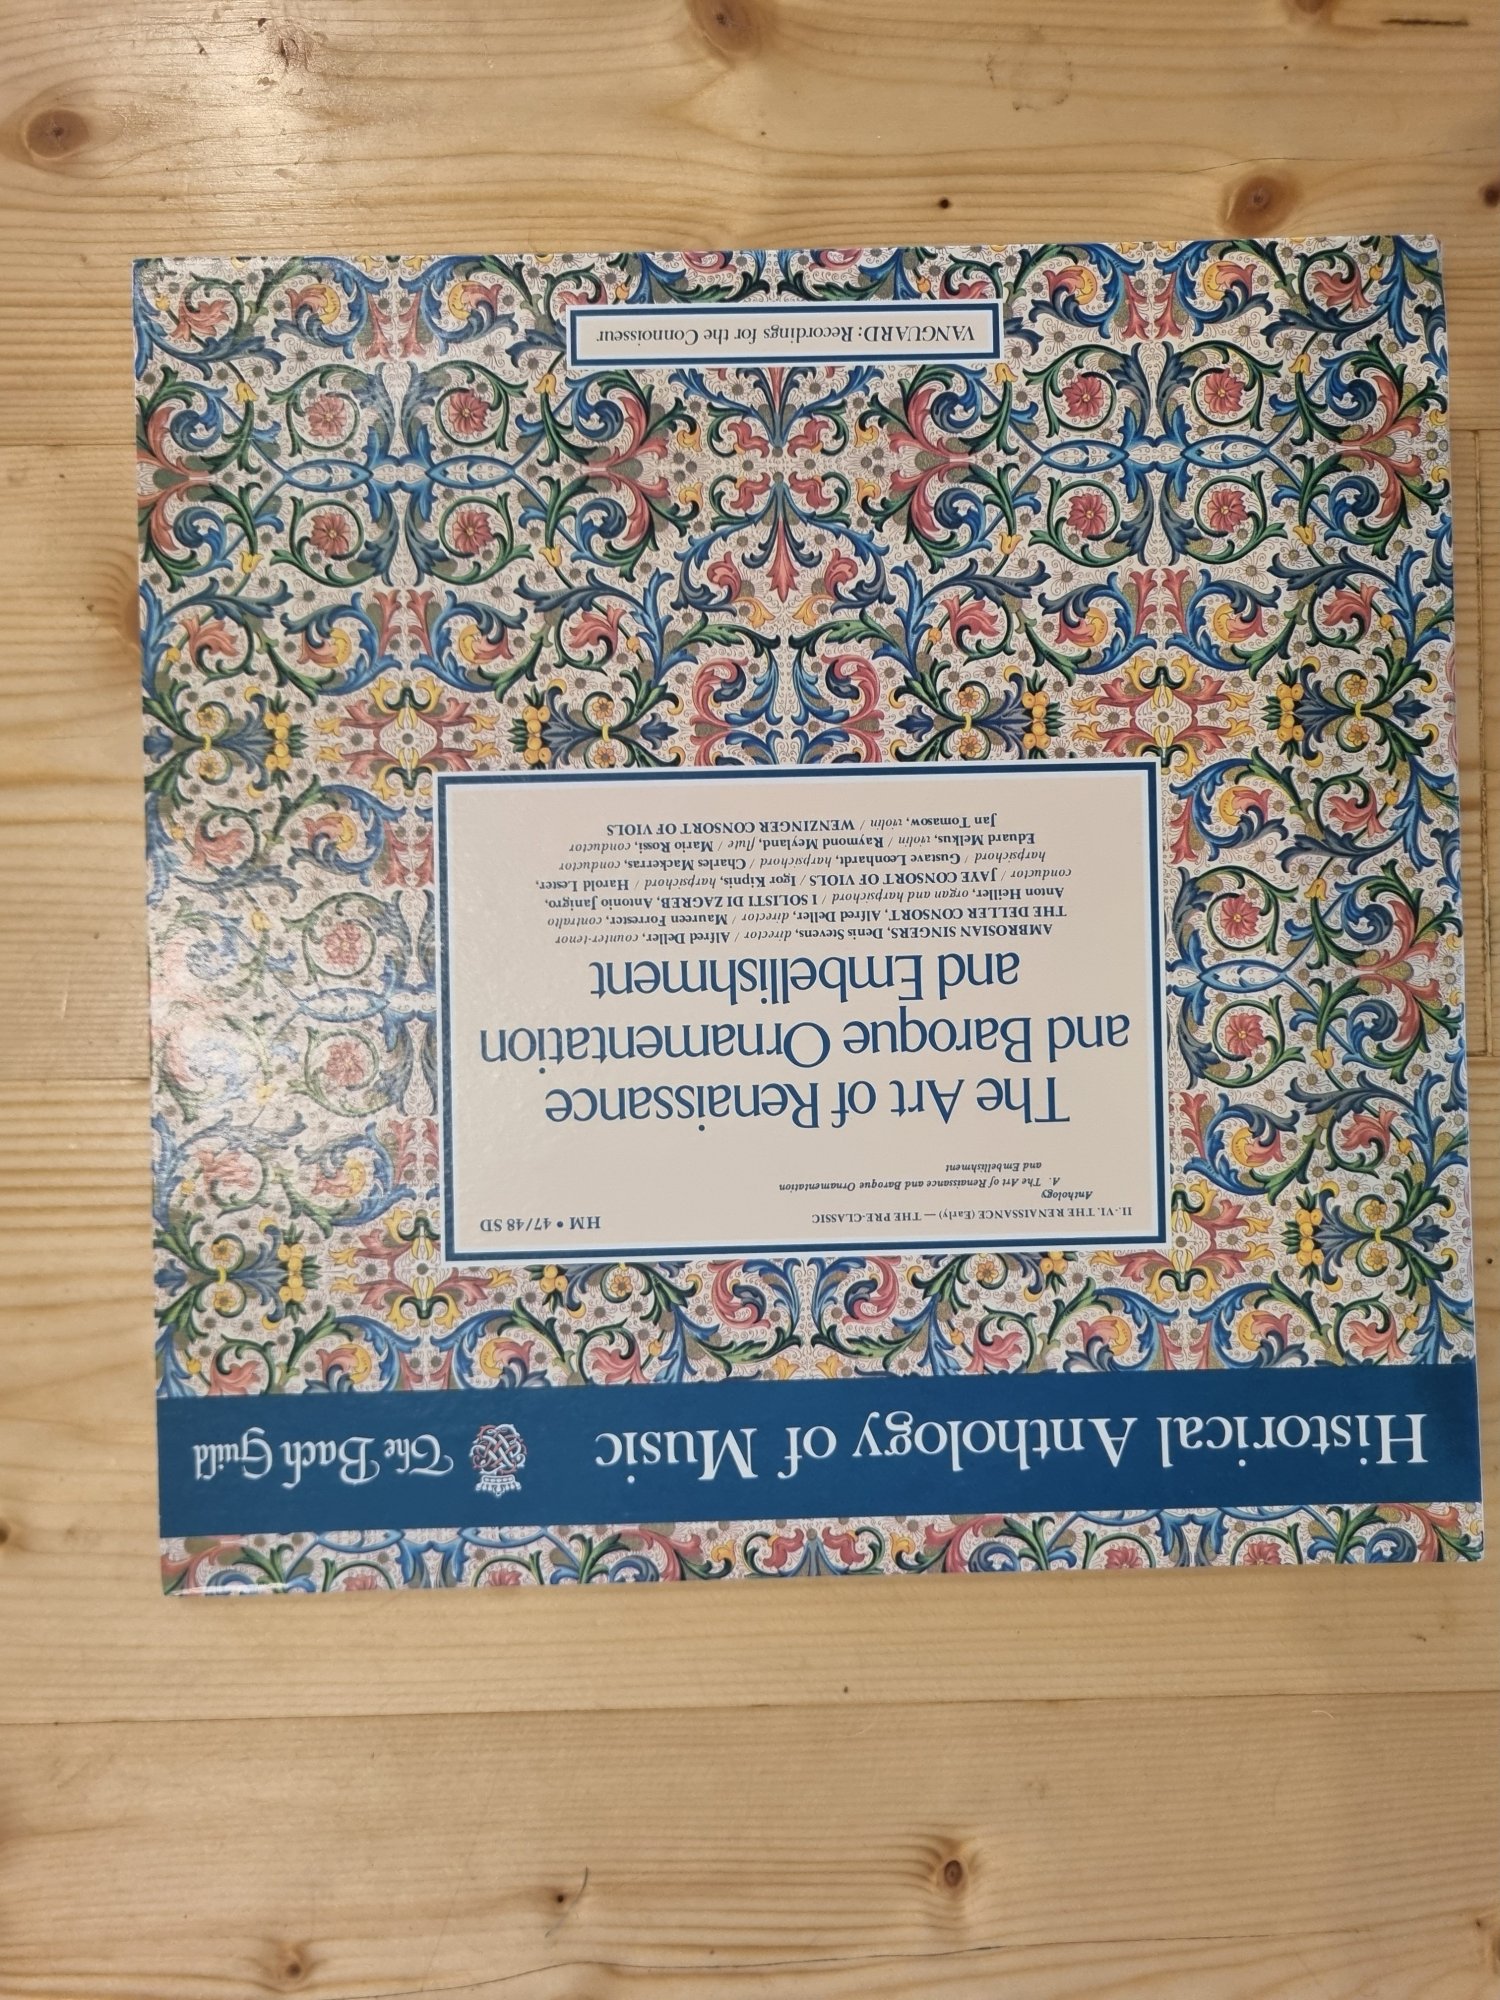 Historical Anthology of Music
The Bach Guild
II.-VI. THE RENAISSANCE (Early) — THE PRE-CLASSIC
HM • 47/48 SD
Anthology
A. The Art of Renaissance and Baroque Ornamentation
and Embellishment
The Art of Renaissance
and Baroque Ornamentation
and Embellishment
AMBROSIAN SINGERS, Denis Stevens, director / Alfred Deller, counter-tenor
THE DELLER CONSORT, Alfred Deller, director / Maureen Forrester, contralto
Anton Heiller, organ and harpsichord / I SOLISTI DI ZAGREB, Antonio Janigro,
conductor / JAYE CONSORT OF VIOLS / Igor Kipnis, harpsichord / Harold Lester,
harpsichord / Gustave Leonhardt, harpsichord / Charles Mackerras, conductor
Eduard Melkus, violin / Raymond Meylead, flute / Mario Rossi, conductor
Jan Tomasow, violin / WENZINGER CONSORT OF VIOLS
VANGUARD: Recordings for the Connoisseur